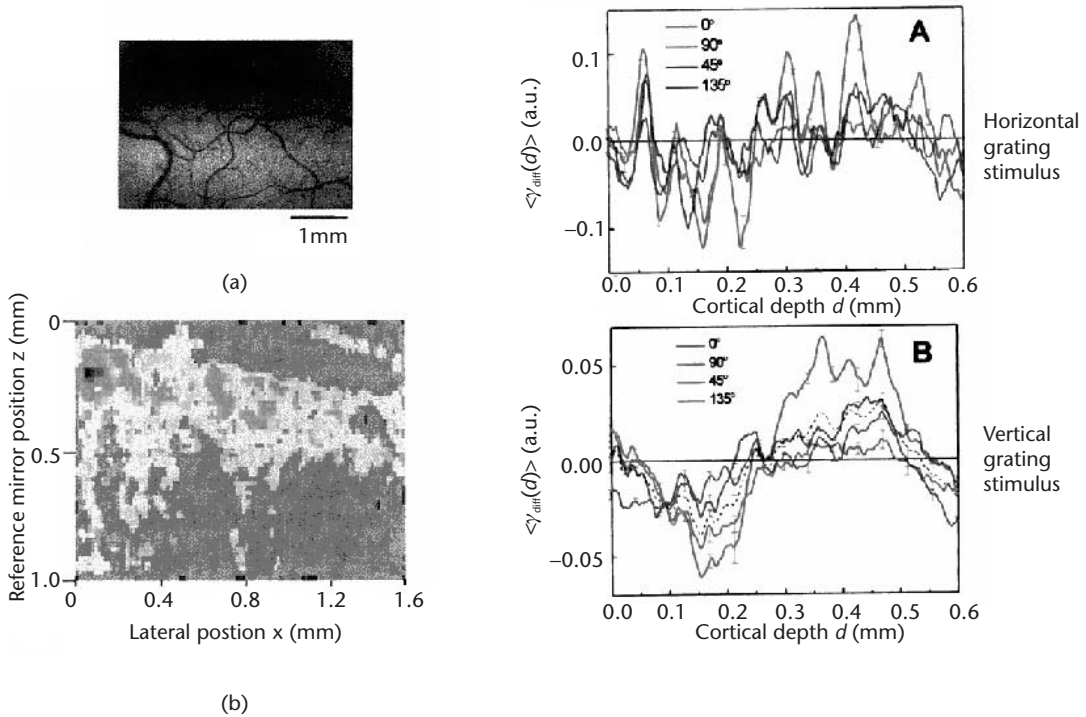 1mm
(a)
Reference mirror position z (mm)
0
0.5
1.0
0
0.4
0.8
1.2
1.6
Lateral postion x (mm)
(b)
A
0°
90°
45°
135°
0.1
0.0
−0.1
<γdiff(d)> (a.u.)
0.0
0.1
0.2
0.3
0.4
0.5
0.6
Cortical depth d (mm)
Horizontal
grating
stimulus
B
0°
90°
45°
135°
0.05
0.00
−0.05
<γdiff(d)> (a.u.)
0.0
0.1
0.2
0.3
0.4
0.5
0.6
Cortical depth d (mm)
Vertical
grating
stimulus